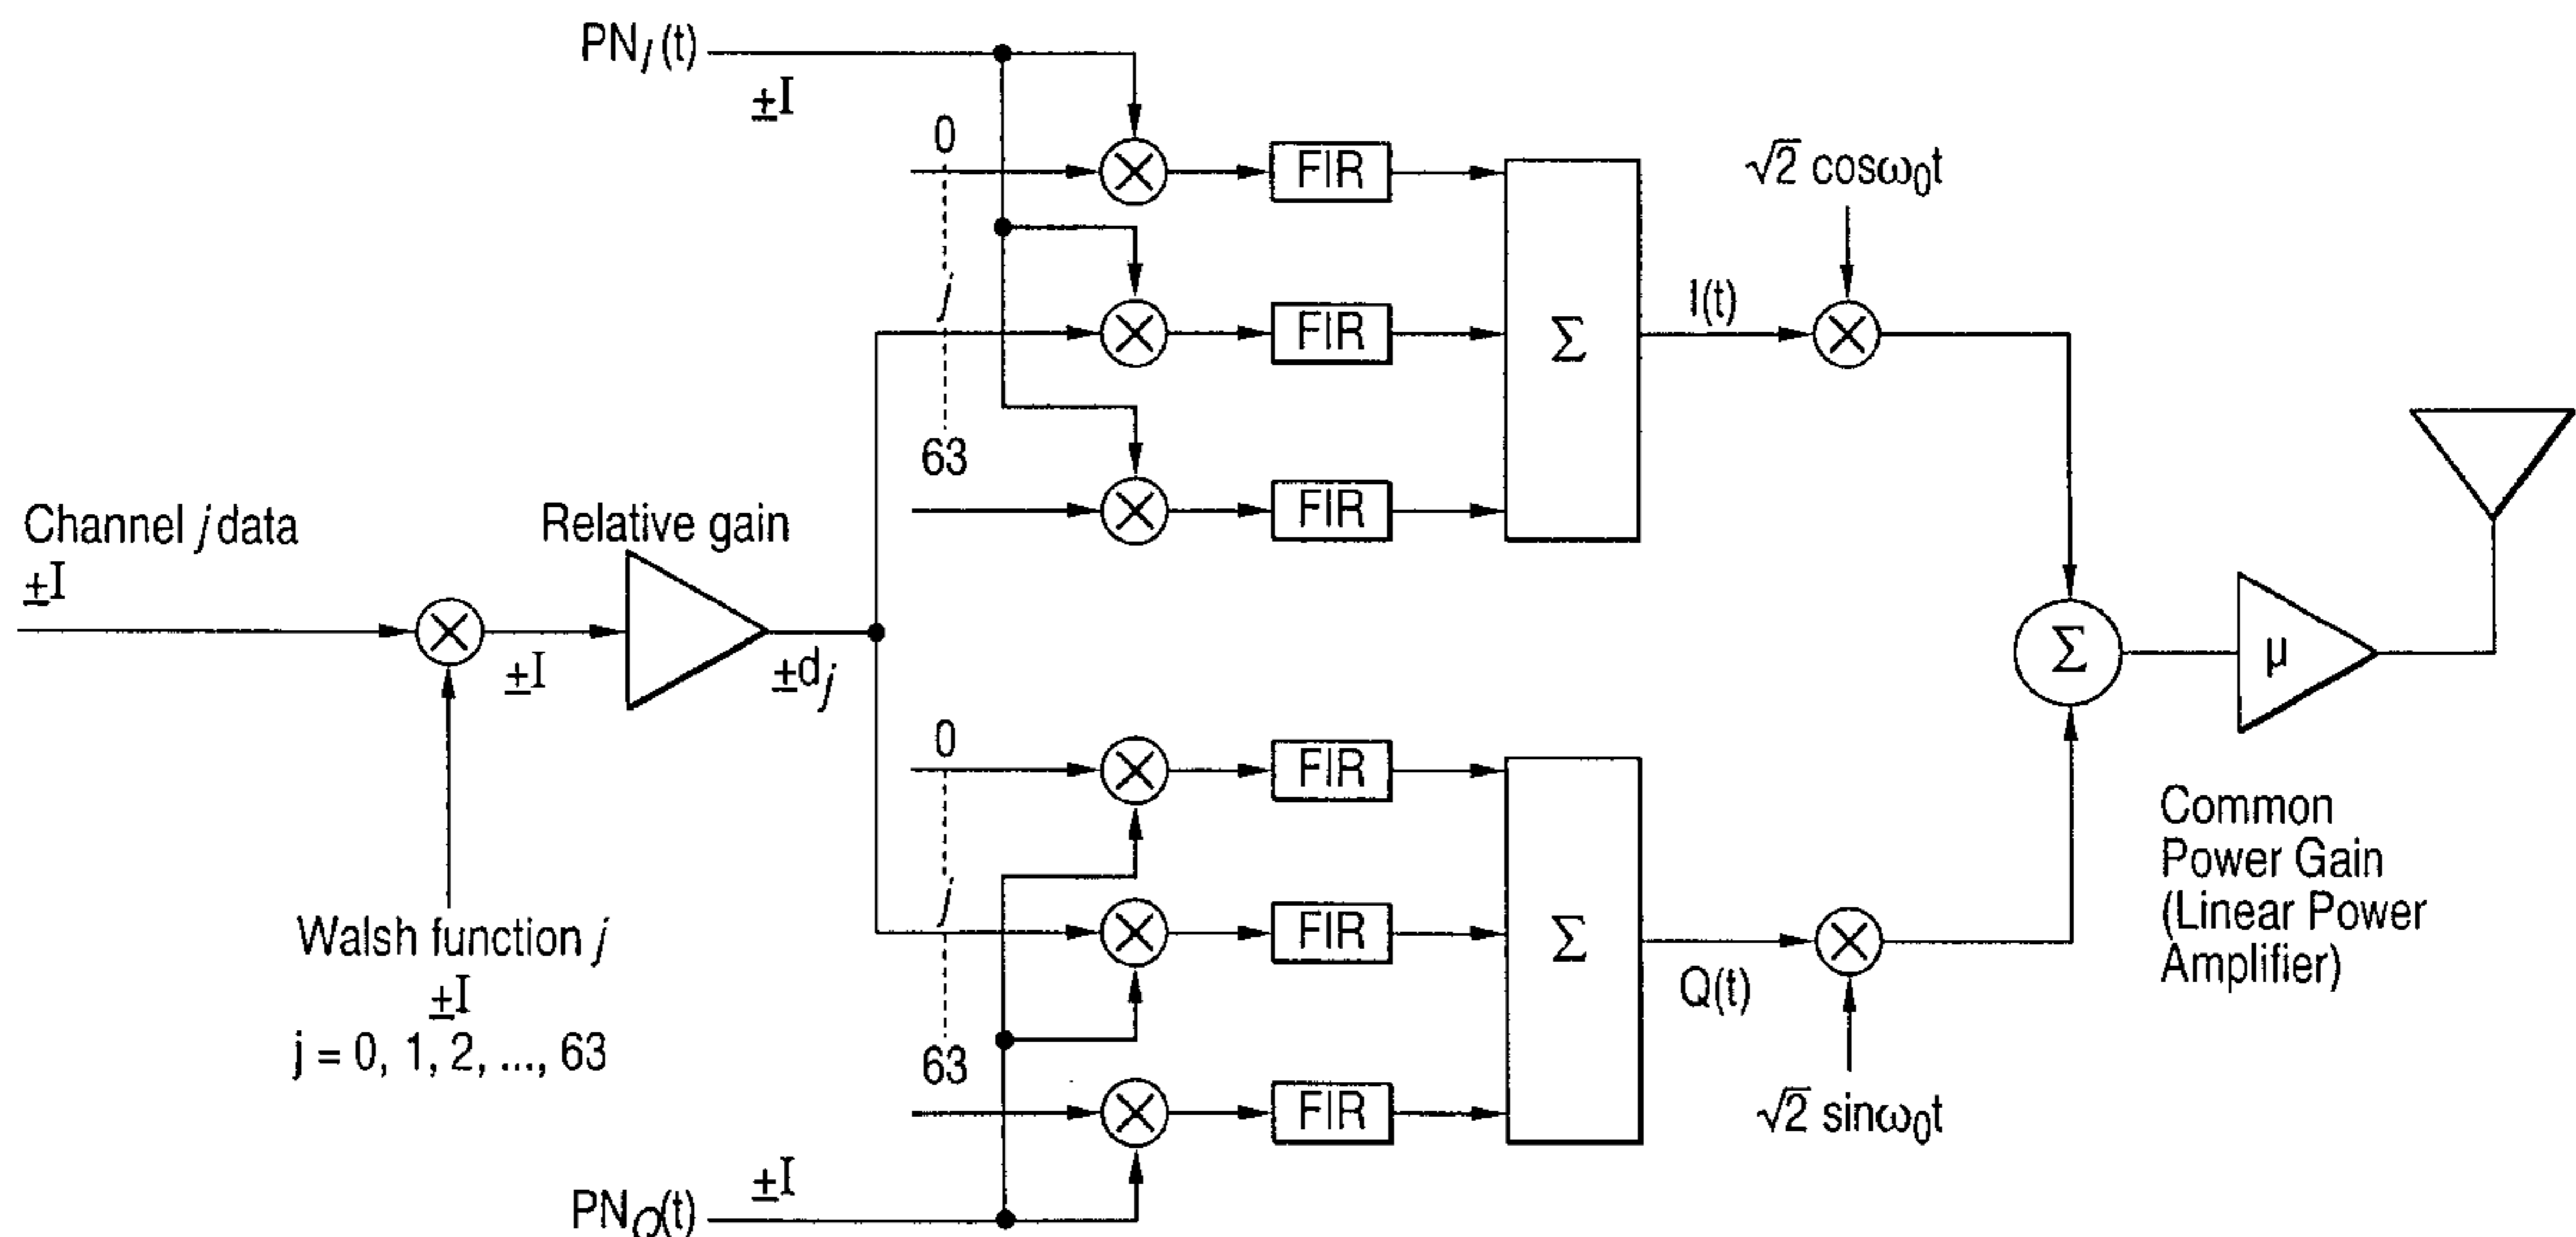 PN_I(t)
±I
0
FIR
√2 cosω₀t
FIR
I(t)
Σ
63
FIR
Channel j data
±I
Relative gain
±I
±d_j
Σ
μ
0
FIR
Common
Power Gain
(Linear Power
Amplifier)
Walsh function j
±I
j = 0, 1, 2, ..., 63
FIR
Σ
Q(t)
63
FIR
√2 sinω₀t
±I
PN_Q(t)